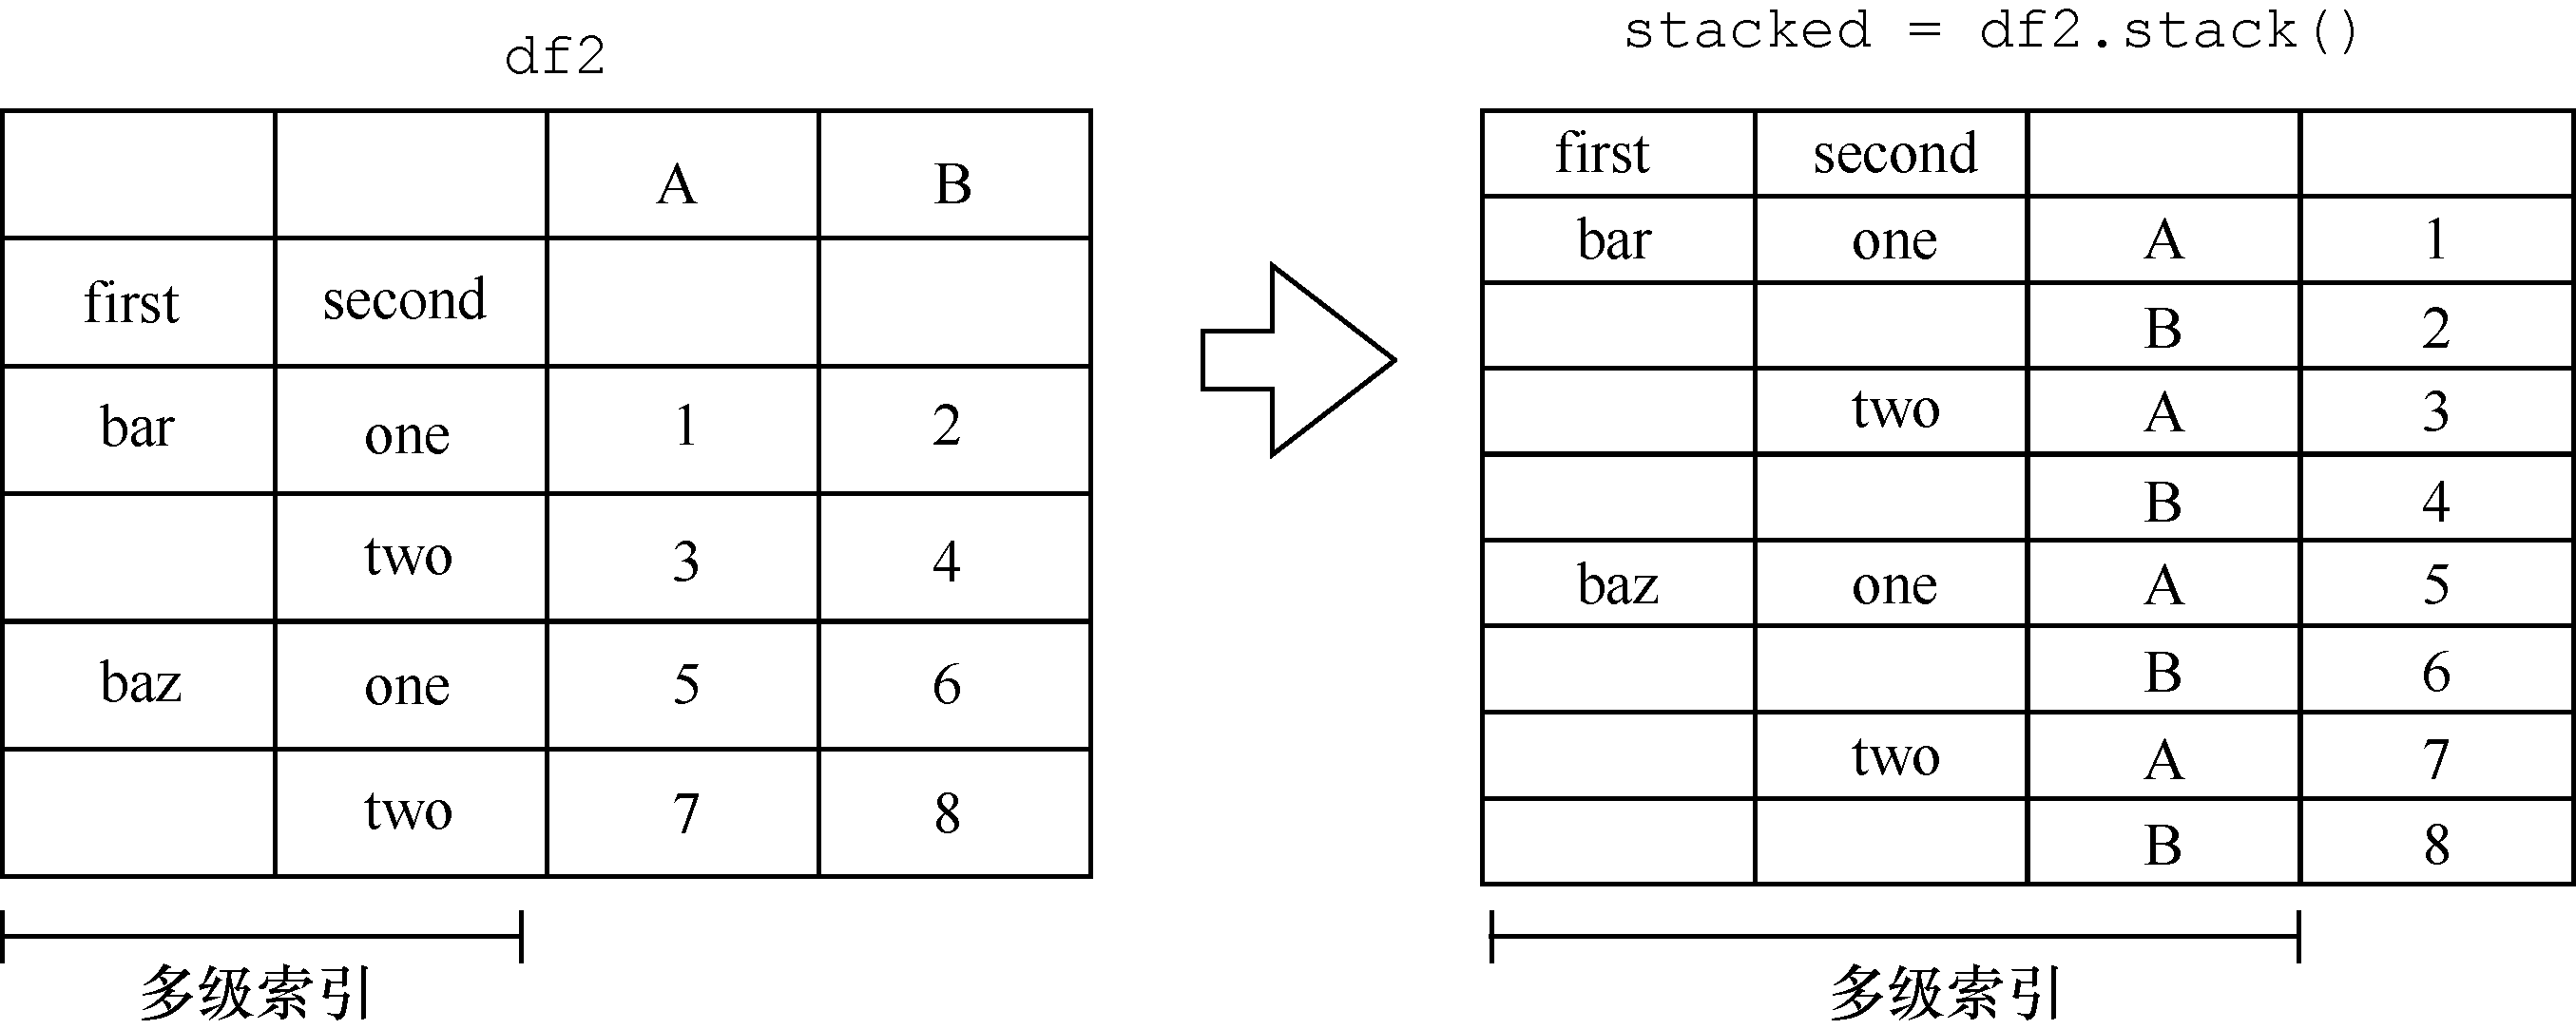 df2
A B
first second
bar one 1 2
two 3 4
baz one 5 6
two 7 8
多级索引
stacked = df2.stack()
first second
bar one A 1
B 2
two A 3
B 4
baz one A 5
B 6
two A 7
B 8
多级索引